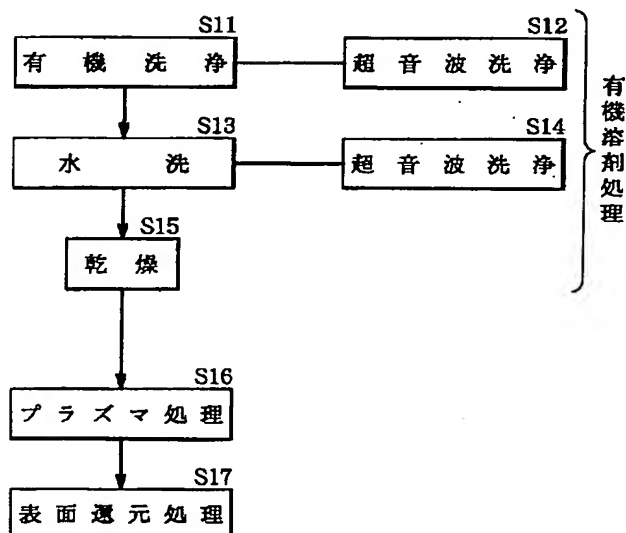 S11
S12
有機洗浄
超音波洗浄
S13
S14
水洗
超音波洗浄
S15
乾燥
有機溶剤処理
S16
プラズマ処理
S17
表面還元処理